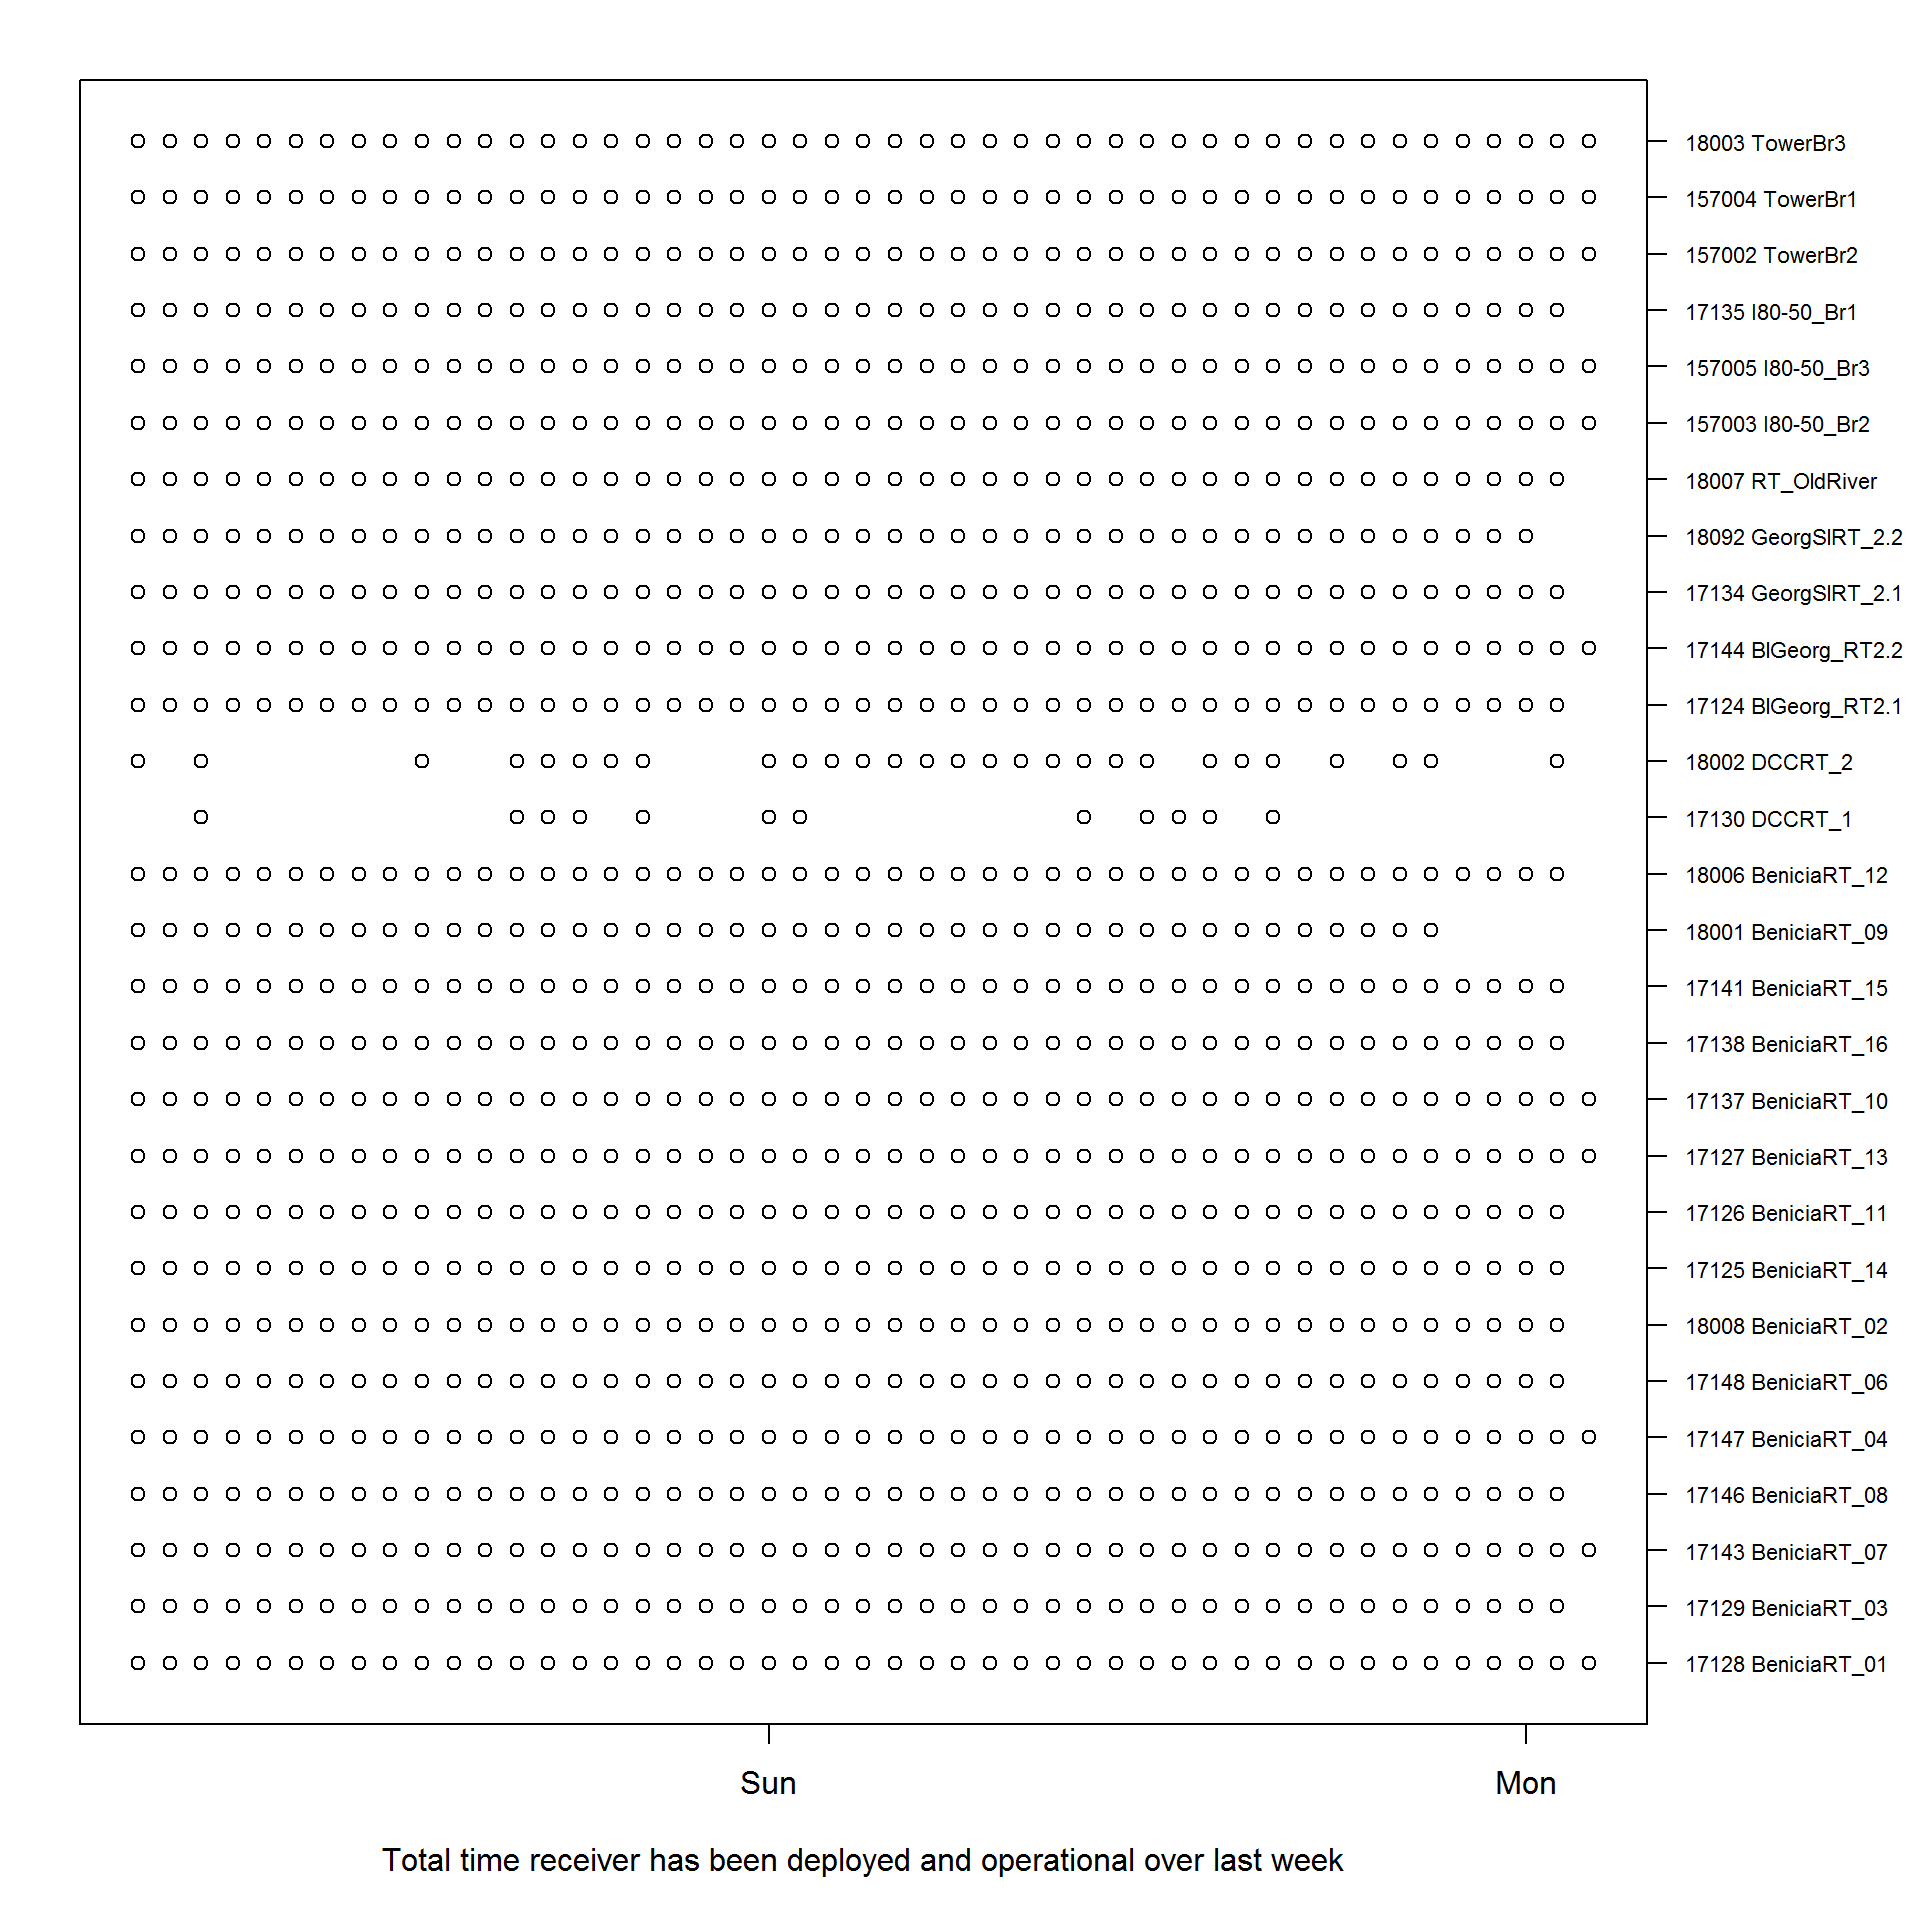 18003 TowerBr3
157004 TowerBr1
157002 TowerBr2
17135 I80-50_Br1
157005 I80-50_Br3
157003 I80-50_Br2
18007 RT_OldRiver
18092 GeorgSlRT_2.2
17134 GeorgSlRT_2.1
17144 BlGeorg_RT2.2
17124 BlGeorg_RT2.1
18002 DCCRT_2
17130 DCCRT_1
18006 BeniciaRT_12
18001 BeniciaRT_09
17141 BeniciaRT_15
17138 BeniciaRT_16
17137 BeniciaRT_10
17127 BeniciaRT_13
17126 BeniciaRT_11
17125 BeniciaRT_14
18008 BeniciaRT_02
17148 BeniciaRT_06
17147 BeniciaRT_04
17146 BeniciaRT_08
17143 BeniciaRT_07
17129 BeniciaRT_03
17128 BeniciaRT_01
Sun Mon
Total time receiver has been deployed and operational over last week